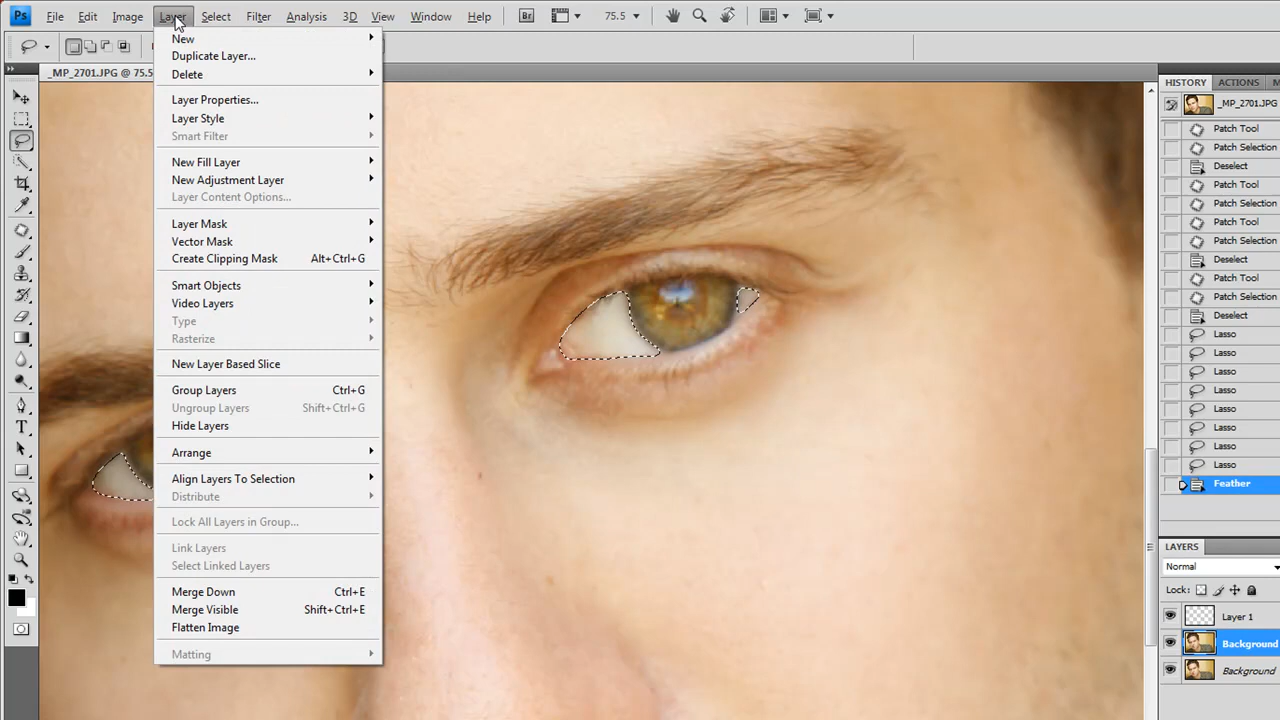 Ps File Edit Image Layer Select Filter Analysis 3D View Window Help Br 75.5
_MP_2701.JPG @ 75.5
New
Duplicate Layer...
Delete
Layer Properties...
Layer Style
Smart Filter
New Fill Layer
New Adjustment Layer
Layer Content Options...
Layer Mask
Vector Mask
Create Clipping Mask Alt+Ctrl+G
Smart Objects
Video Layers
Type
Rasterize
New Layer Based Slice
Group Layers Ctrl+G
Ungroup Layers Shift+Ctrl+G
Hide Layers
Arrange
Align Layers To Selection
Distribute
Lock All Layers in Group...
Link Layers
Select Linked Layers
Merge Down Ctrl+E
Merge Visible Shift+Ctrl+E
Flatten Image
Matting
HISTORY ACTIONS M
_MP_2701.JPG
Patch Tool
Patch Selection
Deselect
Patch Tool
Patch Selection
Patch Tool
Patch Selection
Deselect
Patch Tool
Patch Selection
Deselect
Lasso
Lasso
Lasso
Lasso
Lasso
Lasso
Lasso
Lasso
Feather
LAYERS
Normal
Lock:
Layer 1
Background
Background